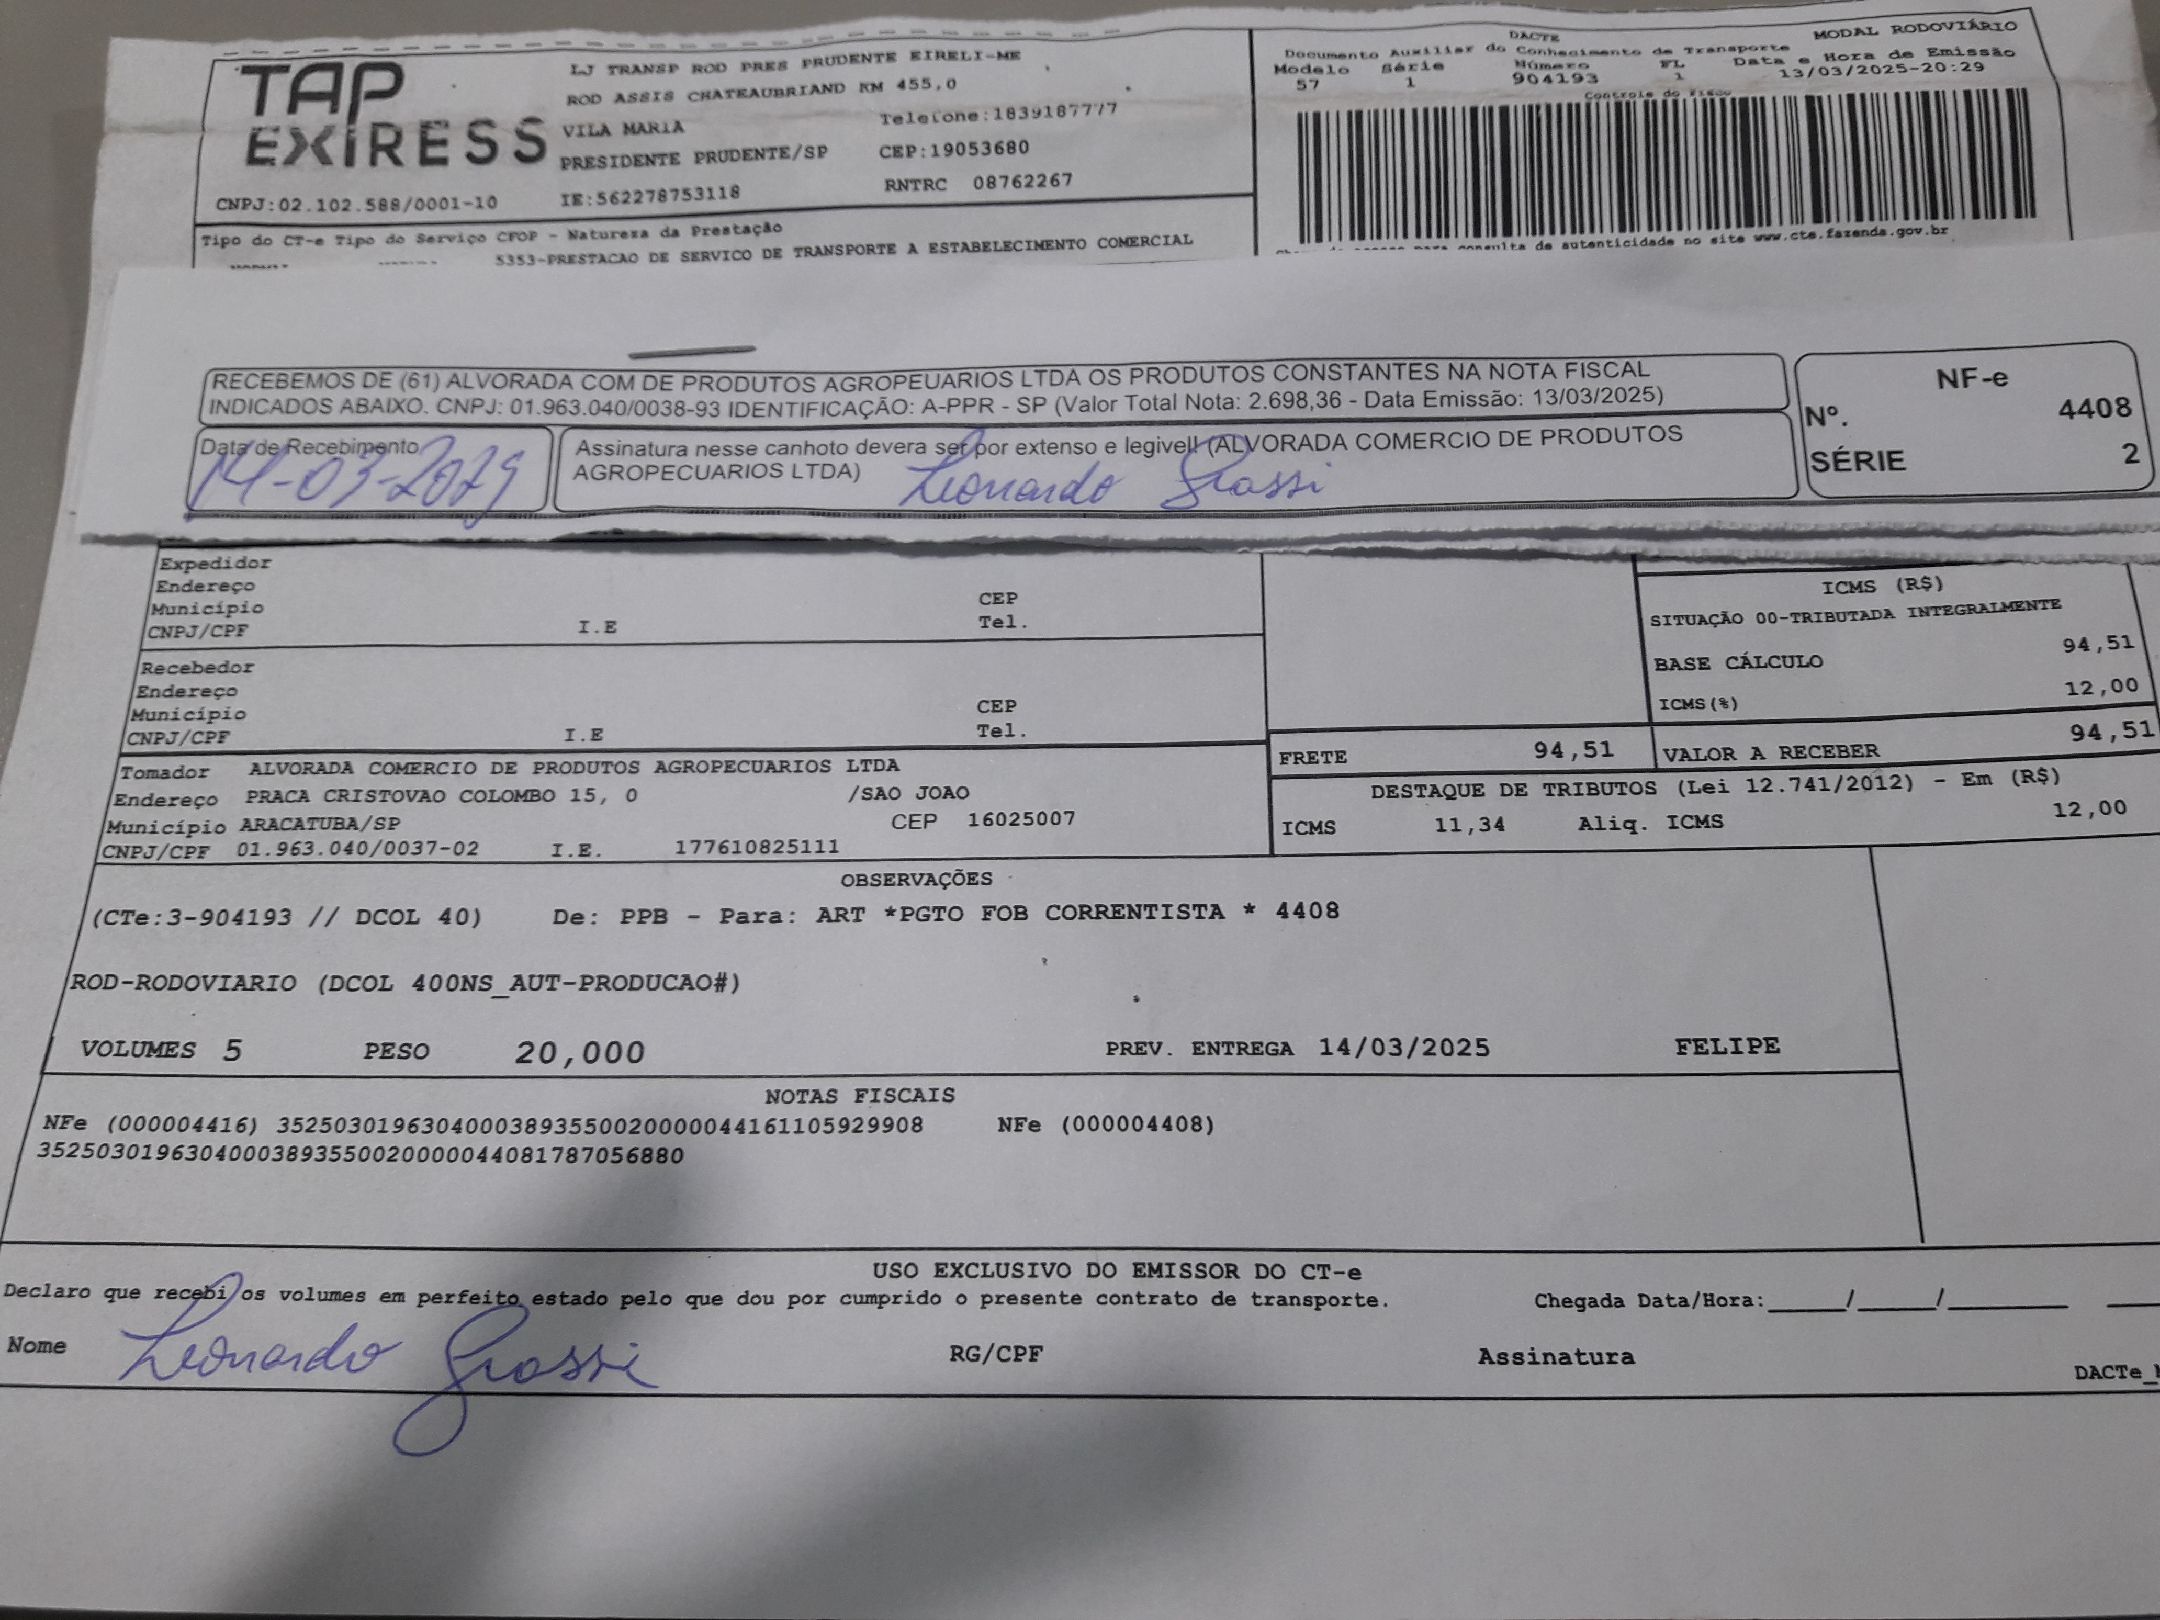 TAP
EXPRESS
LJ TRANSP ROD PRES PRUDENTE EIRELI-ME
ROD ASSIS CHATEAUBRIAND KM 455,0
VILA MARIA Telefone:1839187777
PRESIDENTE PRUDENTE/SP CEP:19053680
CNPJ:02.102.588/0001-10 IE:562278753118 RNTRC 08762267
DACTE MODAL RODOVIÁRIO
Documento Auxiliar do Conhecimento de Transporte
Modelo Série Número FL Data e Hora de Emissão
57 1 904193 1 13/03/2025-20:29
Controle do Fisco
para consulta de autenticidade no site www.cte.fazenda.gov.br
Tipo do CT-e Tipo do Serviço CFOP - Natureza da Prestação
5353-PRESTACAO DE SERVICO DE TRANSPORTE A ESTABELECIMENTO COMERCIAL
RECEBEMOS DE (61) ALVORADA COM DE PRODUTOS AGROPEUARIOS LTDA OS PRODUTOS CONSTANTES NA NOTA FISCAL
INDICADOS ABAIXO. CNPJ: 01.963.040/0038-93 IDENTIFICAÇÃO: A-PPR - SP (Valor Total Nota: 2.698,36 - Data Emissão: 13/03/2025)
NF-e
Nº. 4408
SÉRIE 2
Data de Recebimento
14-03-2025
Assinatura nesse canhoto devera ser por extenso e legivel! (ALVORADA COMERCIO DE PRODUTOS
AGROPECUARIOS LTDA) Leonardo Grassi
Expedidor
Endereço
Município CEP
CNPJ/CPF I.E Tel.
Recebedor
Endereço
Município CEP
CNPJ/CPF I.E Tel.
ICMS (R$)
SITUAÇÃO 00-TRIBUTADA INTEGRALMENTE
BASE CÁLCULO 94,51
ICMS(%) 12,00
FRETE 94,51 VALOR A RECEBER 94,51
DESTAQUE DE TRIBUTOS (Lei 12.741/2012) - Em (R$)
ICMS 11,34 Aliq. ICMS 12,00
Tomador ALVORADA COMERCIO DE PRODUTOS AGROPECUARIOS LTDA
Endereço PRACA CRISTOVAO COLOMBO 15, 0 /SAO JOAO
Município ARACATUBA/SP CEP 16025007
CNPJ/CPF 01.963.040/0037-02 I.E. 177610825111
OBSERVAÇÕES
(CTe:3-904193 // DCOL 40) De: PPB - Para: ART *PGTO FOB CORRENTISTA * 4408
ROD-RODOVIARIO (DCOL 400NS_AUT-PRODUCAO#)
VOLUMES 5 PESO 20,000 PREV. ENTREGA 14/03/2025 FELIPE
NOTAS FISCAIS
NFe (000004416) 35250301963040003893550020000044161105929908 NFe (000004408)
35250301963040003893550020000044081787056880
USO EXCLUSIVO DO EMISSOR DO CT-e
Declaro que recebi os volumes em perfeito estado pelo que dou por cumprido o presente contrato de transporte. Chegada Data/Hora:_____/_____/_______
Nome Leonardo Grassi RG/CPF Assinatura
DACTe_